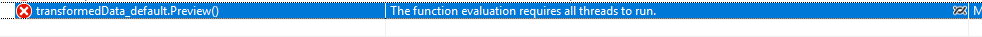 transformedData_default.Preview() The function evaluation requires all threads to run. M